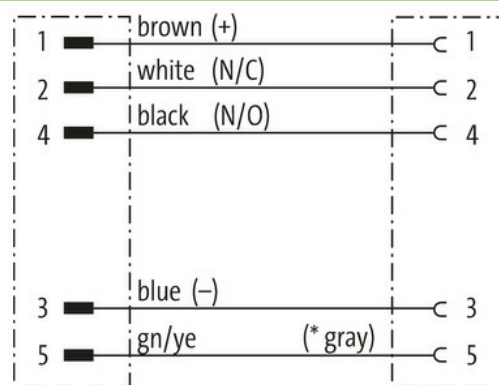 1 brown (+) 1
2 white (N/C) 2
4 black (N/O) 4
3 blue (–) 3
5 gn/ye (* gray) 5